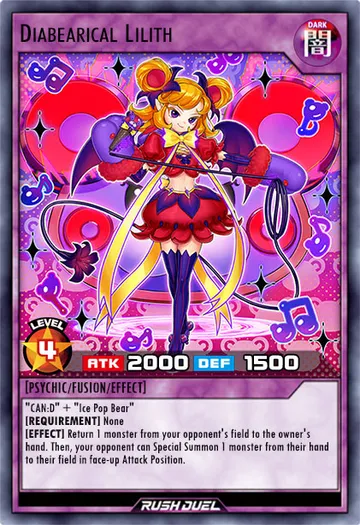 Diabearical Lilith
DARK
闇
LEVEL
4
ATK 2000 DEF 1500
[PSYCHIC/FUSION/EFFECT]
"CAN:D" + "Ice Pop Bear"
[REQUIREMENT] None
[EFFECT] Return 1 monster from your opponent's field to the owner's
hand. Then, your opponent can Special Summon 1 monster from their hand
to their field in face-up Attack Position.
RUSH DUEL